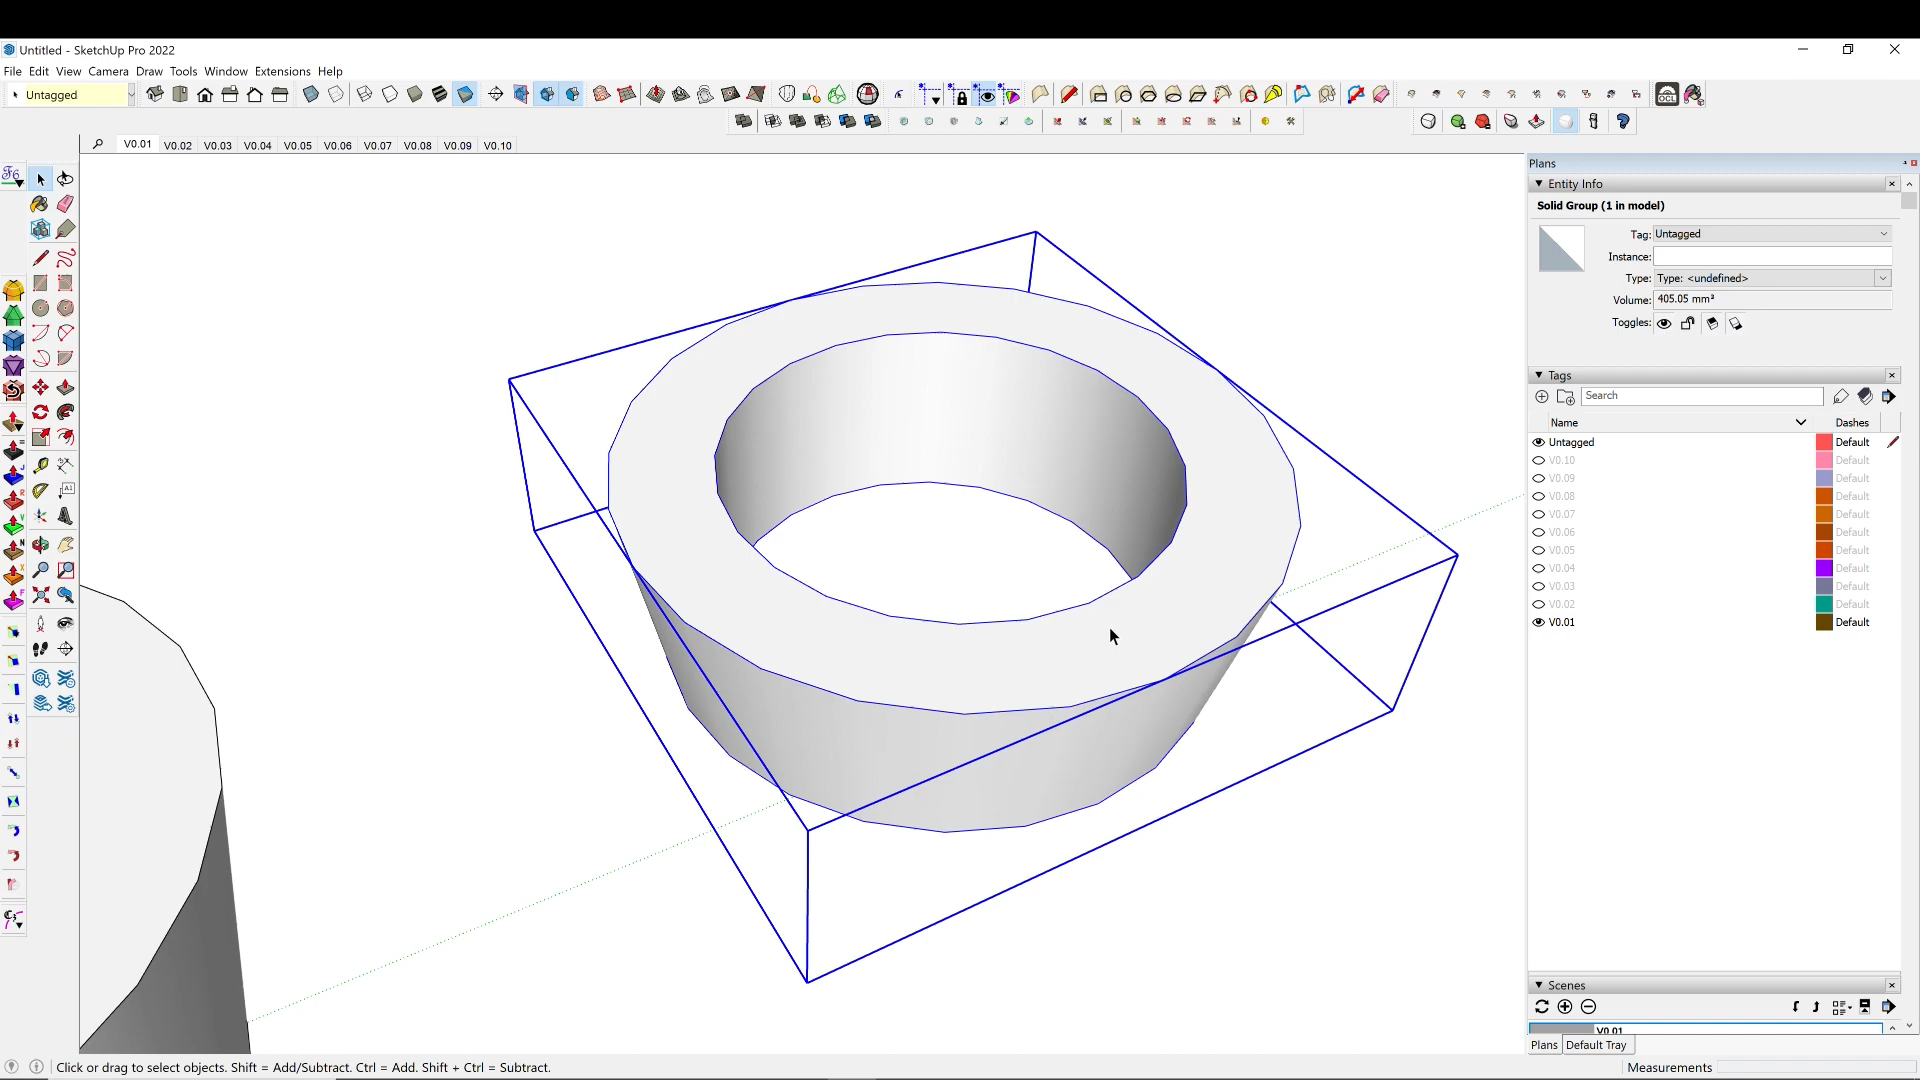 Untitled - SketchUp Pro 2022
File Edit View Camera Draw Tools Window Extensions Help
Untagged
OCL
V0.01 V0.02 V0.03 V0.04 V0.05 V0.06 V0.07 V0.08 V0.09 V0.10
Plans
Entity Info
Solid Group (1 in model)
Tag: Untagged
Instance:
Type: Type: <undefined>
Volume: 405.05 mm³
Toggles:
Tags
Search
Name Dashes
Untagged Default
V0.10 Default
V0.09 Default
V0.08 Default
V0.07 Default
V0.06 Default
V0.05 Default
V0.04 Default
V0.03 Default
V0.02 Default
V0.01 Default
Scenes
V0.01
Plans Default Tray
Click or drag to select objects. Shift = Add/Subtract. Ctrl = Add. Shift + Ctrl = Subtract.
Measurements